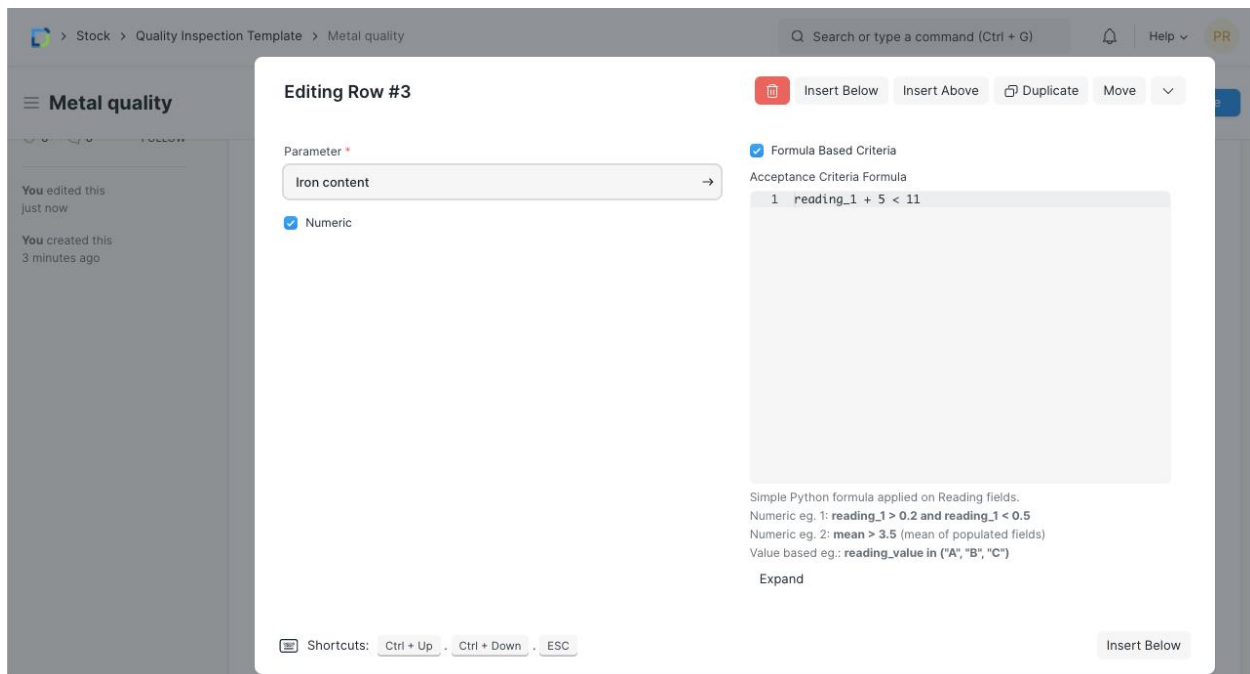 > Stock > Quality Inspection Template > Metal quality
Search or type a command (Ctrl + G)
Help
PR
Metal quality
You edited this
just now
You created this
3 minutes ago
Editing Row #3
Insert Below
Insert Above
Duplicate
Move
Parameter *
Iron content
Numeric
Formula Based Criteria
Acceptance Criteria Formula
1 reading_1 + 5 < 11
Simple Python formula applied on Reading fields.
Numeric eg. 1: reading_1 > 0.2 and reading_1 < 0.5
Numeric eg. 2: mean > 3.5 (mean of populated fields)
Value based eg.: reading_value in ("A", "B", "C")
Expand
Shortcuts: Ctrl + Up . Ctrl + Down . ESC
Insert Below